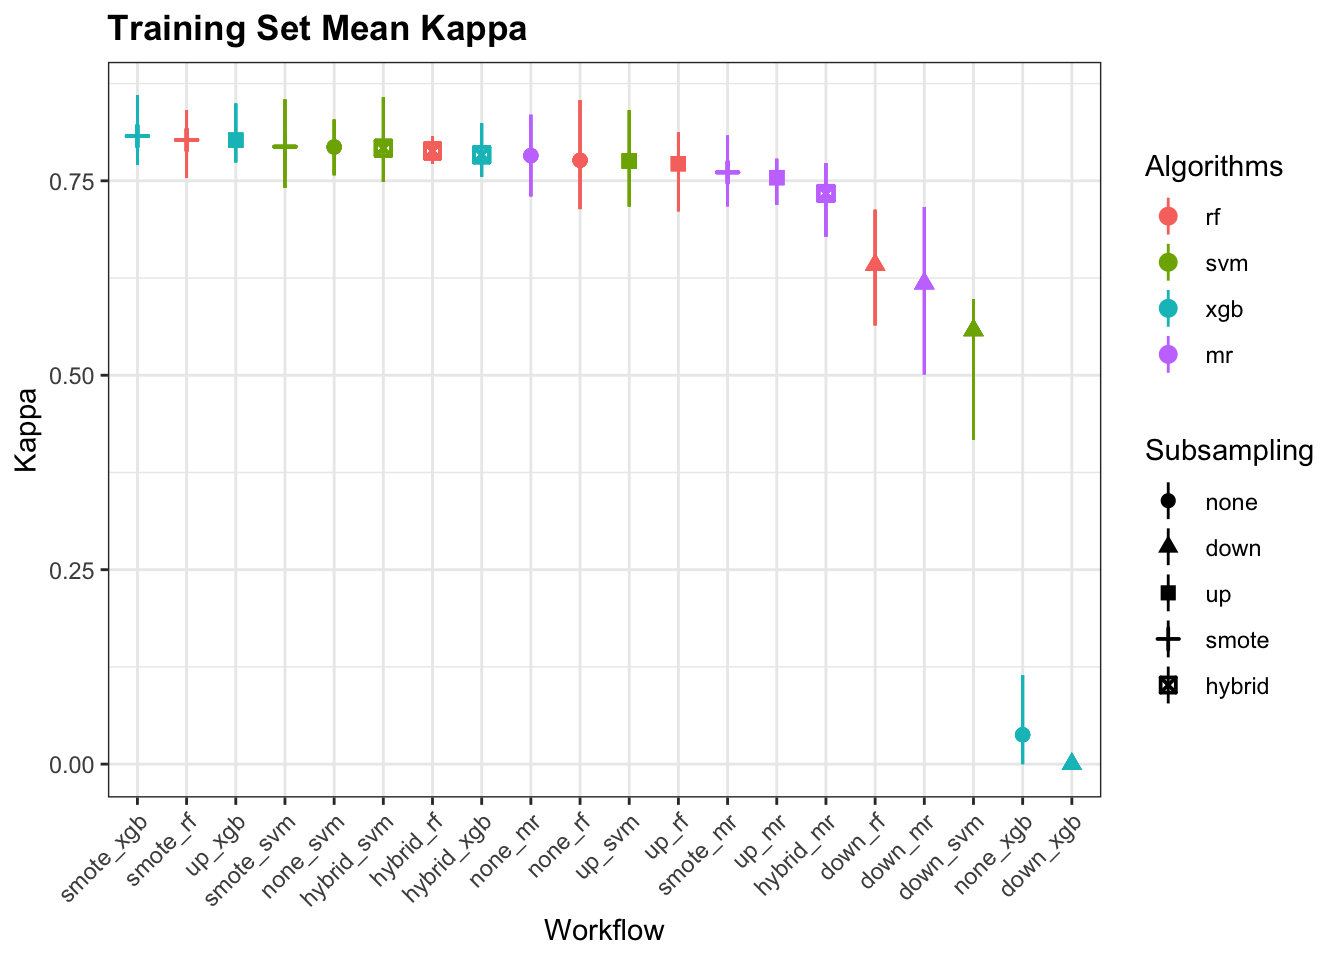 Training Set Mean Kappa
Kappa
0.75
0.50
0.25
0.00
smote_xgb
smote_rf
up_xgb
smote_svm
none_svm
hybrid_svm
hybrid_rf
hybrid_xgb
none_mr
none_rf
up_svm
up_rf
smote_mr
up_mr
hybrid_mr
down_rf
down_mr
down_svm
none_xgb
down_xgb
Workflow
Algorithms
rf
svm
xgb
mr
Subsampling
none
down
up
smote
hybrid